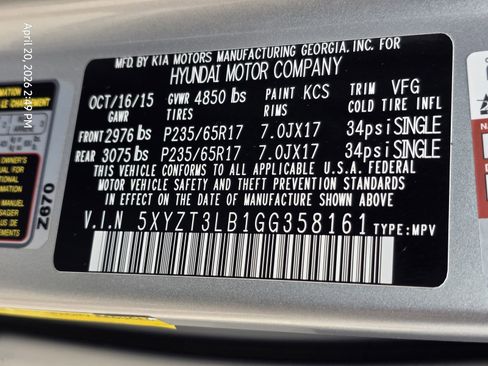 April 20, 2026 2:49 PM
MFD. BY KIA MOTORS MANUFACTURING GEORGIA, INC. FOR
HYUNDAI MOTOR COMPANY
OCT/16/15 GVWR 4850 lbs PAINT KCS TRIM VFG
GAWR TIRES RIMS COLD TIRE INFL
FRONT 2976 lbs P235/65R17 7.0JX17 34psi SINGLE
REAR 3075 lbs P235/65R17 7.0JX17 34psi SINGLE
THIS VEHICLE CONFORMS TO ALL APPLICABLE U.S.A. FEDERAL
MOTOR VEHICLE SAFETY AND THEFT PREVENTION STANDARDS
IN EFFECT ON THE DATE OF MANUFACTURE SHOWN ABOVE
V.I.N 5XYZT3LB1GG358161 TYPE: MPV
Z670